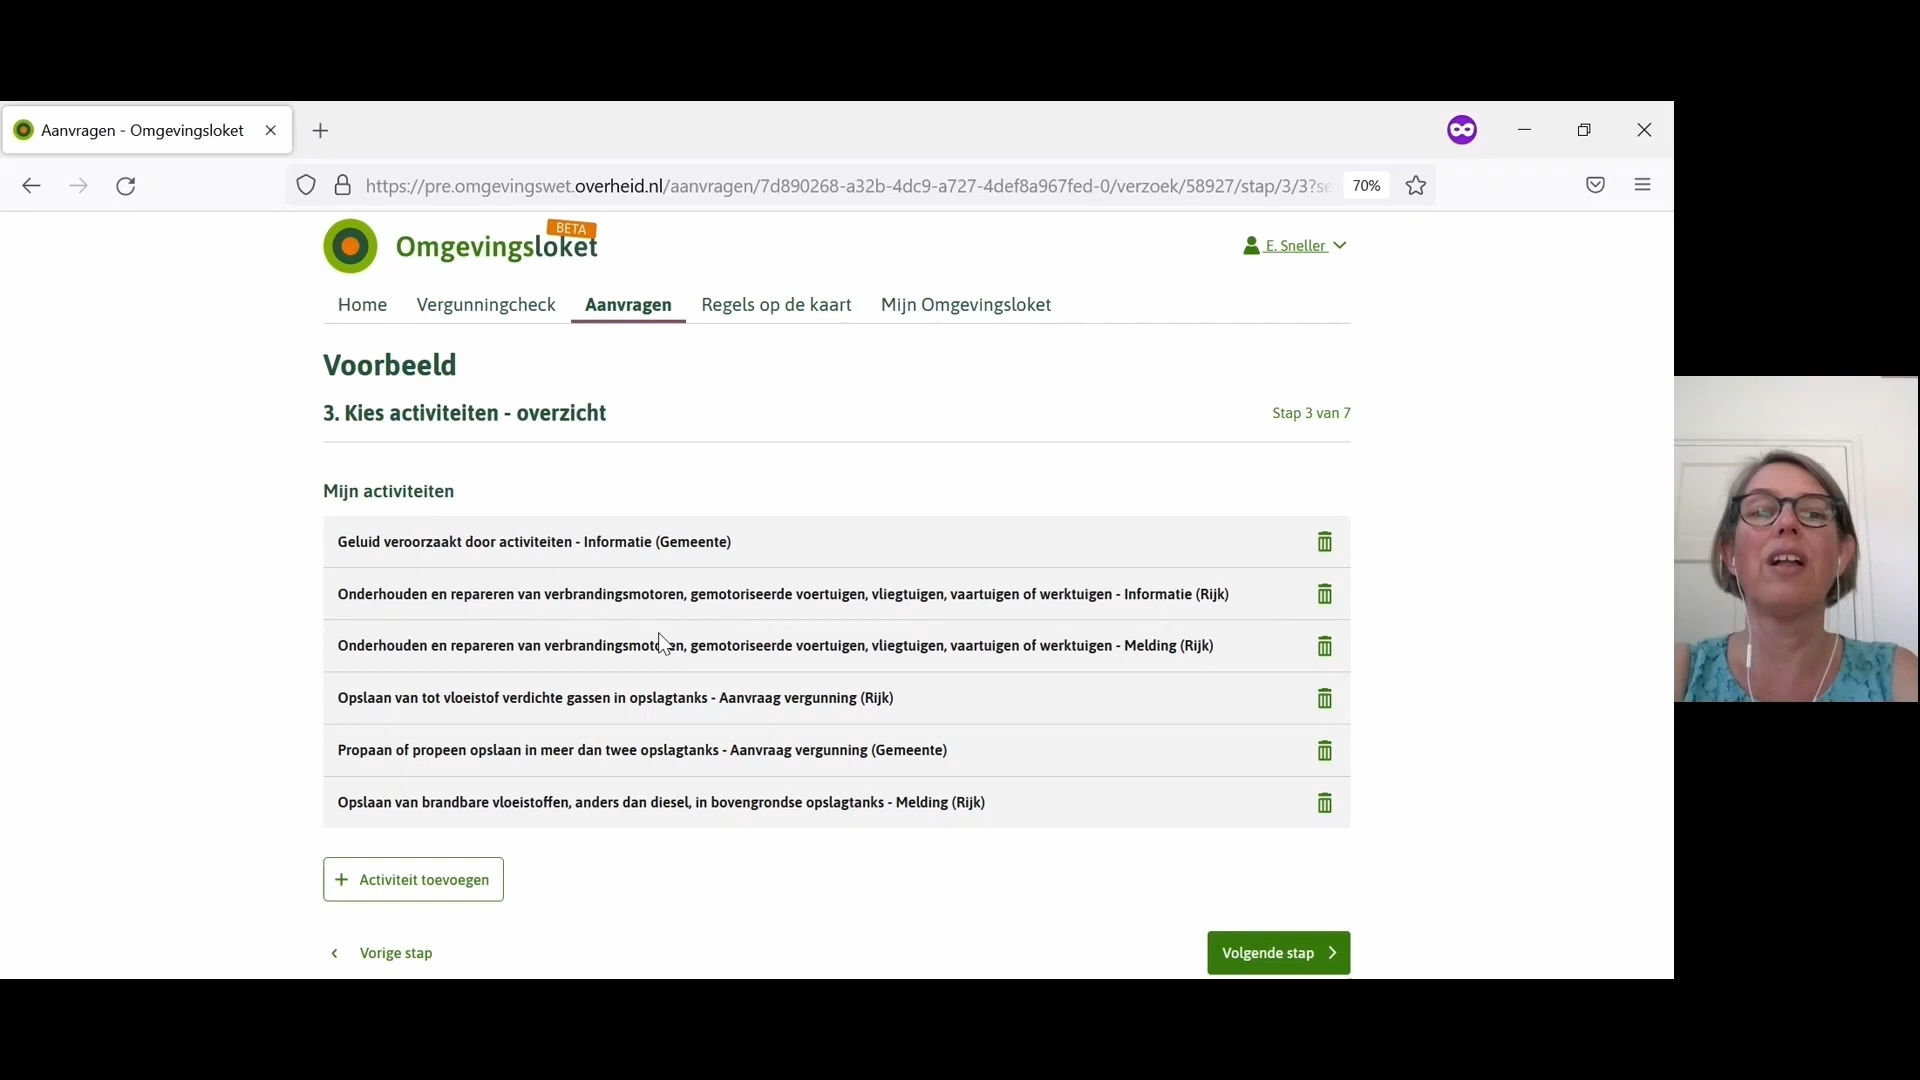 Aanvragen - Omgevingsloket
https://pre.omgevingswet.overheid.nl/aanvragen/7d890268-a32b-4dc9-a727-4def8a967fed-0/verzoek/58927/stap/3/3?se
70%
BETA
Omgevingsloket
E. Sneller
Home Vergunningcheck Aanvragen Regels op de kaart Mijn Omgevingsloket
Voorbeeld
3. Kies activiteiten - overzicht
Stap 3 van 7
Mijn activiteiten
Geluid veroorzaakt door activiteiten - Informatie (Gemeente)
Onderhouden en repareren van verbrandingsmotoren, gemotoriseerde voertuigen, vliegtuigen, vaartuigen of werktuigen - Informatie (Rijk)
Onderhouden en repareren van verbrandingsmotoren, gemotoriseerde voertuigen, vliegtuigen, vaartuigen of werktuigen - Melding (Rijk)
Opslaan van tot vloeistof verdichte gassen in opslagtanks - Aanvraag vergunning (Rijk)
Propaan of propeen opslaan in meer dan twee opslagtanks - Aanvraag vergunning (Gemeente)
Opslaan van brandbare vloeistoffen, anders dan diesel, in bovengrondse opslagtanks - Melding (Rijk)
+ Activiteit toevoegen
Vorige stap
Volgende stap